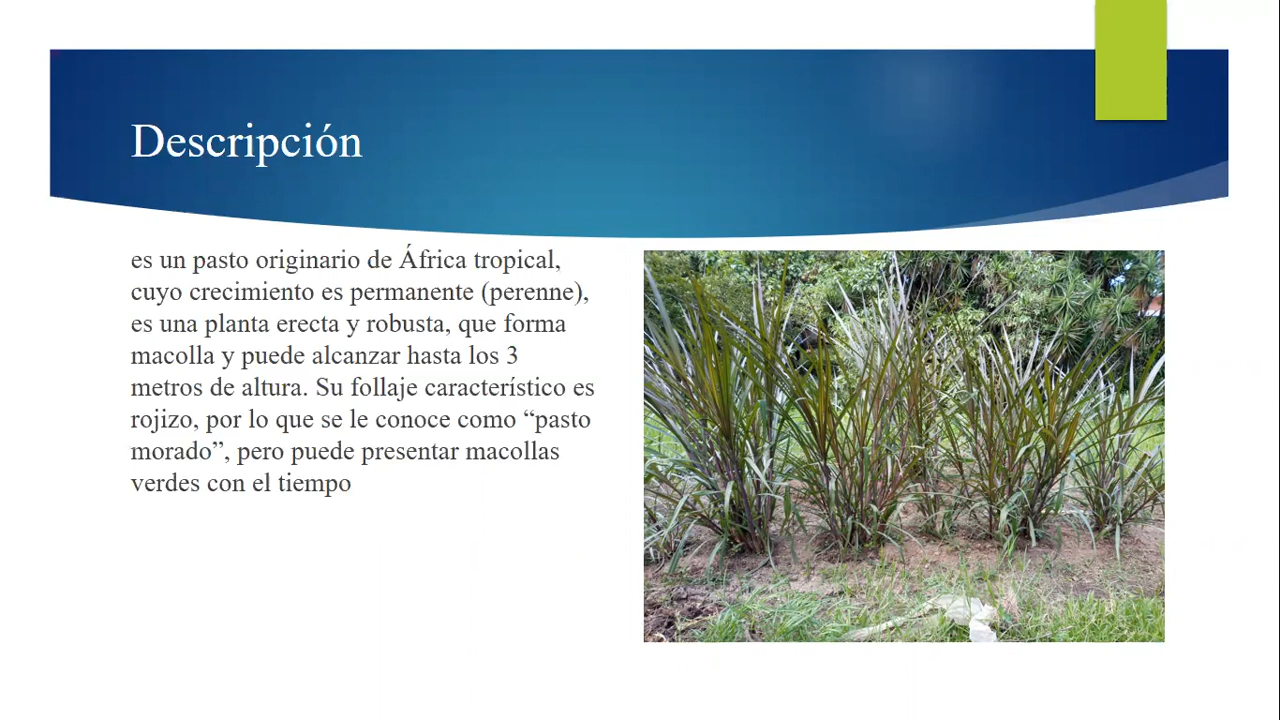 Descripción
es un pasto originario de África tropical,
cuyo crecimiento es permanente (perenne),
es una planta erecta y robusta, que forma
macolla y puede alcanzar hasta los 3
metros de altura. Su follaje característico es
rojizo, por lo que se le conoce como “pasto
morado”, pero puede presentar macollas
verdes con el tiempo